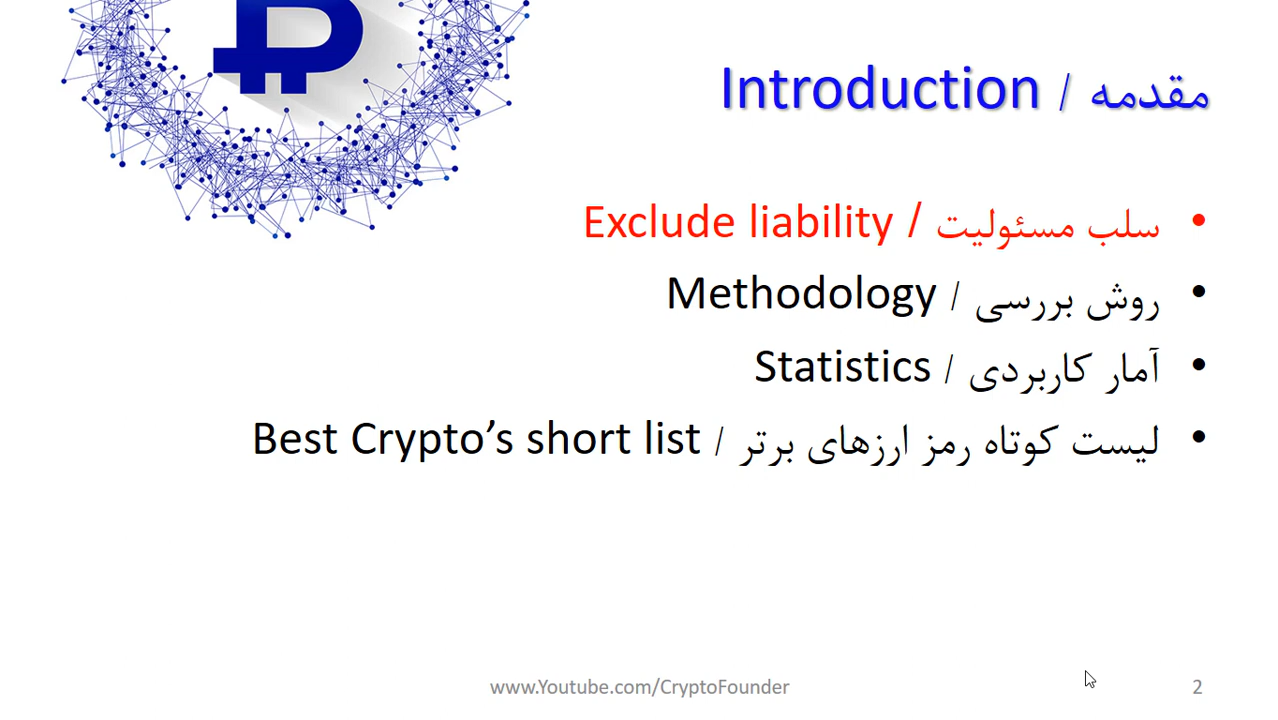 مقدمه / Introduction
• سلب مسئولیت / Exclude liability
• روش بررسی / Methodology
• آمار کاربردی / Statistics
• لیست کوتاه رمز ارزهای برتر / Best Crypto’s short list
www.Youtube.com/CryptoFounder
2